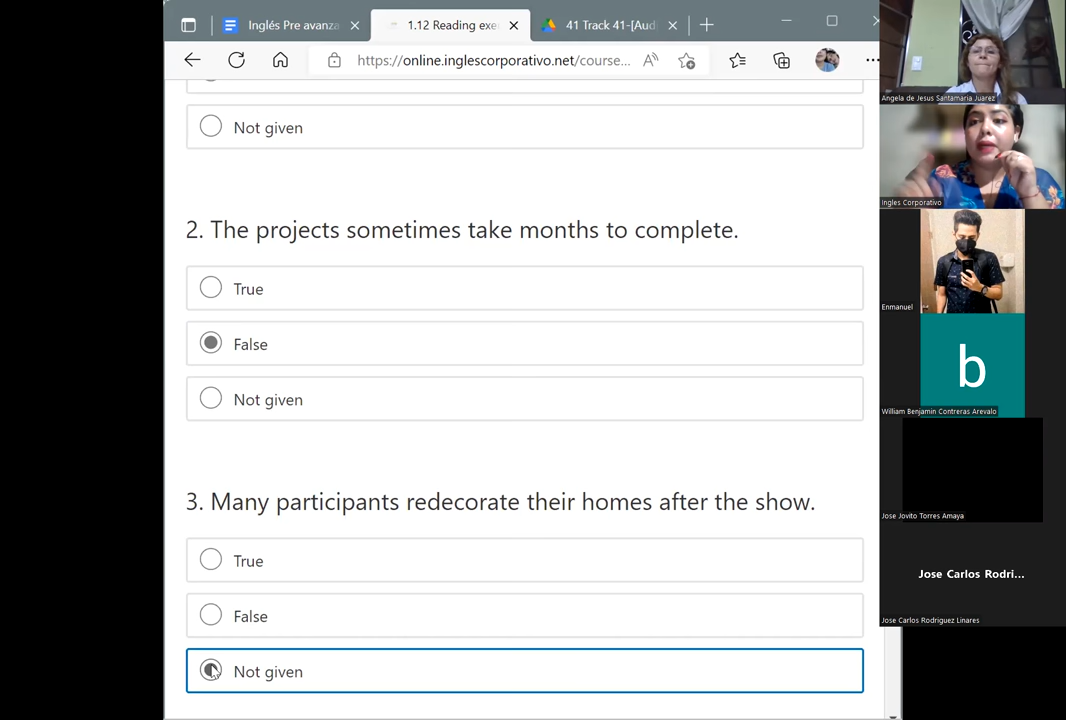 Inglés Pre avanza
1.12 Reading exe
41 Track 41-[Aud
https://online.inglescorporativo.net/course...
Not given
2. The projects sometimes take months to complete.
True
False
Not given
3. Many participants redecorate their homes after the show.
True
False
Not given
Angela de Jesus Santamaria Juarez
Ingles Corporativo
Enmanuel
b
William Benjamin Contreras Arevalo
Jose Jovito Torres Amaya
Jose Carlos Rodri...
Jose Carlos Rodriguez Linares